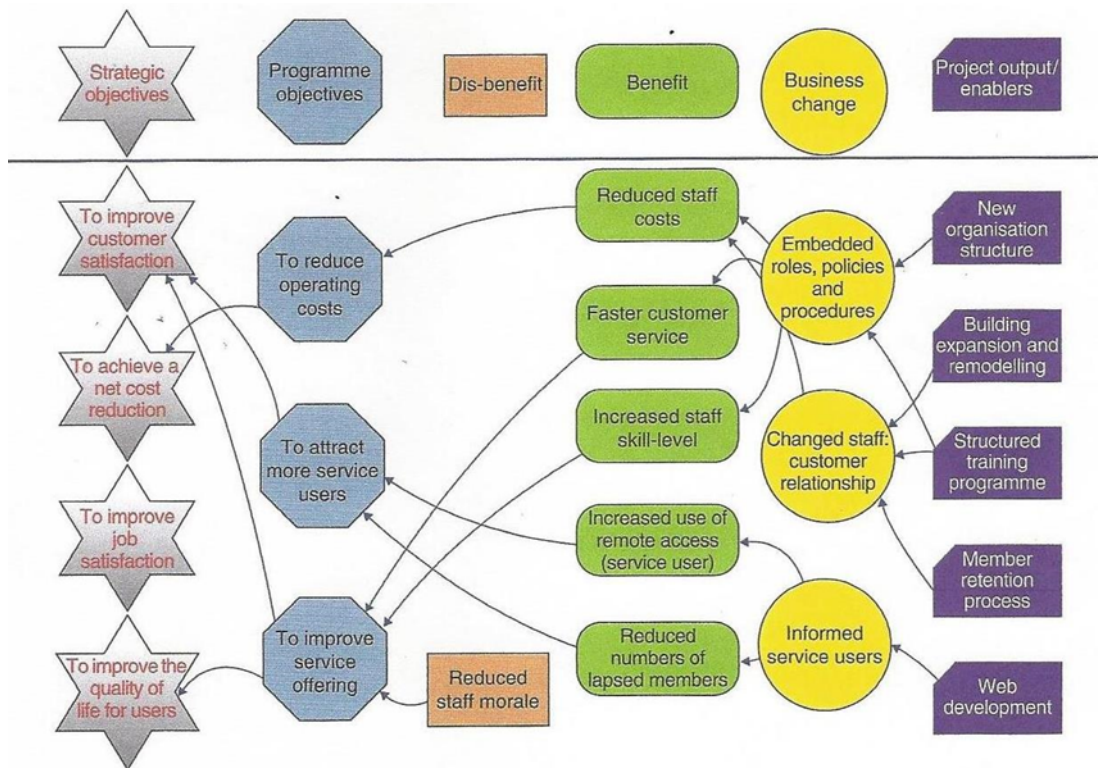 Strategic
objectives
Programme
objectives
Dis-benefit
Benefit
Business
change
Project output/
enablers
To improve
customer
satisfaction
To achieve a
net cost
reduction
To improve
job
satisfaction
To improve the
quality of
life for users
To reduce
operating
costs
To attract
more service
users
To improve
service
offering
Reduced
staff morale
Reduced staff
costs
Faster customer
service
Increased staff
skill-level
Increased use of
remote access
(service user)
Reduced
numbers of
lapsed members
Embedded
roles, policies
and
procedures
Changed staff:
customer
relationship
Informed
service users
New
organisation
structure
Building
expansion and
remodelling
Structured
training
programme
Member
retention
process
Web
development